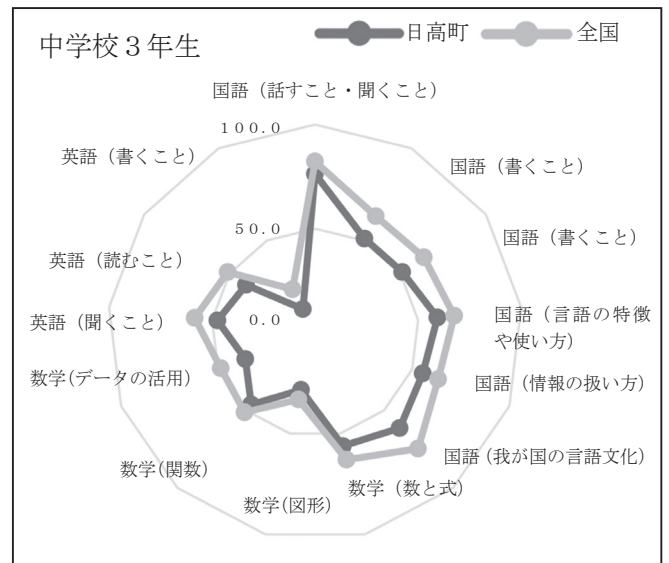 中学校３年生
日高町
全国
国語（話すこと・聞くこと）
１００.０
５０.０
０.０
国語（書くこと）
国語（書くこと）
国語（言語の特徴
や使い方）
国語（情報の扱い方）
国語（我が国の言語文化）
数学（数と式）
数学(図形)
数学(関数)
数学(データの活用)
英語（聞くこと）
英語（読むこと）
英語（書くこと）